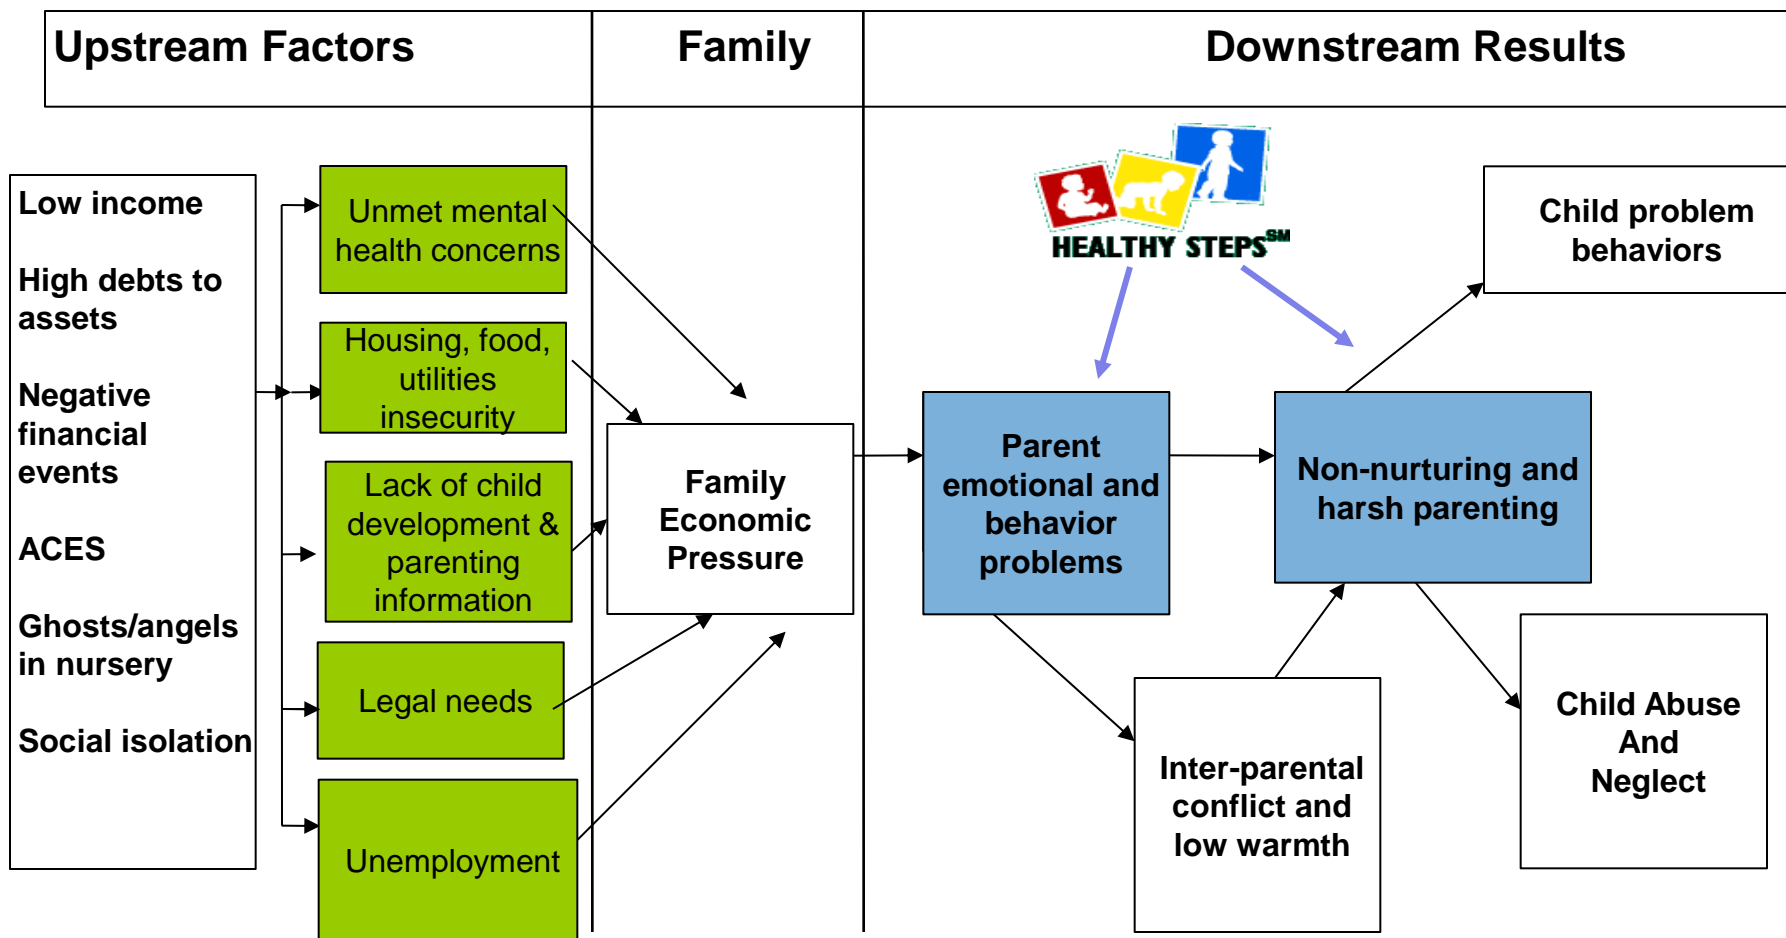 Upstream Factors
Family
Downstream Results
Low income
High debts to
assets
Negative
financial
events
ACES
Ghosts/angels
in nursery
Social isolation
Unmet mental
health concerns
Housing, food,
utilities
insecurity
Lack of child
development &
parenting
information
Legal needs
Unemployment
Family
Economic
Pressure
HEALTHY STEPS℠
Parent
emotional and
behavior
problems
Non-nurturing and
harsh parenting
Child problem
behaviors
Inter-parental
conflict and
low warmth
Child Abuse
And
Neglect